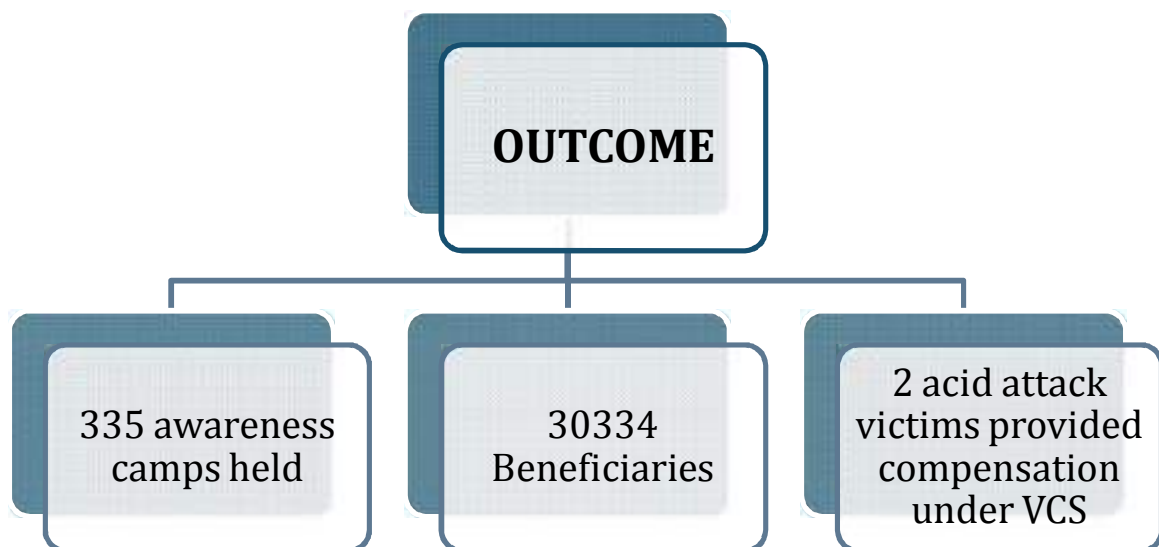 OUTCOME
335 awareness
camps held
30334
Beneficiaries
2 acid attack
victims provided
compensation
under VCS